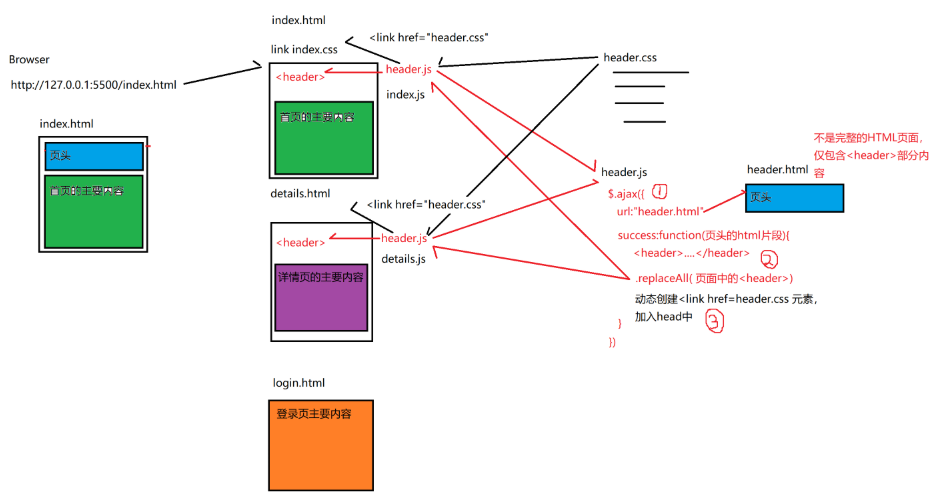 Browser
http://127.0.0.1:5500/index.html
index.html
页头
首页的主要内容
index.html
link index.css
<link href="header.css"
<header>
header.js
index.js
首页的主要内容
details.html
<link href="header.css"
<header>
header.js
details.js
详情页的主要内容
login.html
登录页主要内容
header.css
header.js
$.ajax({ 1
url:"header.html"
success:function(页头的html片段){
<header>....</header> 2
.replaceAll( 页面中的<header>)
动态创建<link href=header.css 元素，
加入head中 3
}
})
不是完整的HTML页面，
仅包含<header>部分内
容
header.html
页头